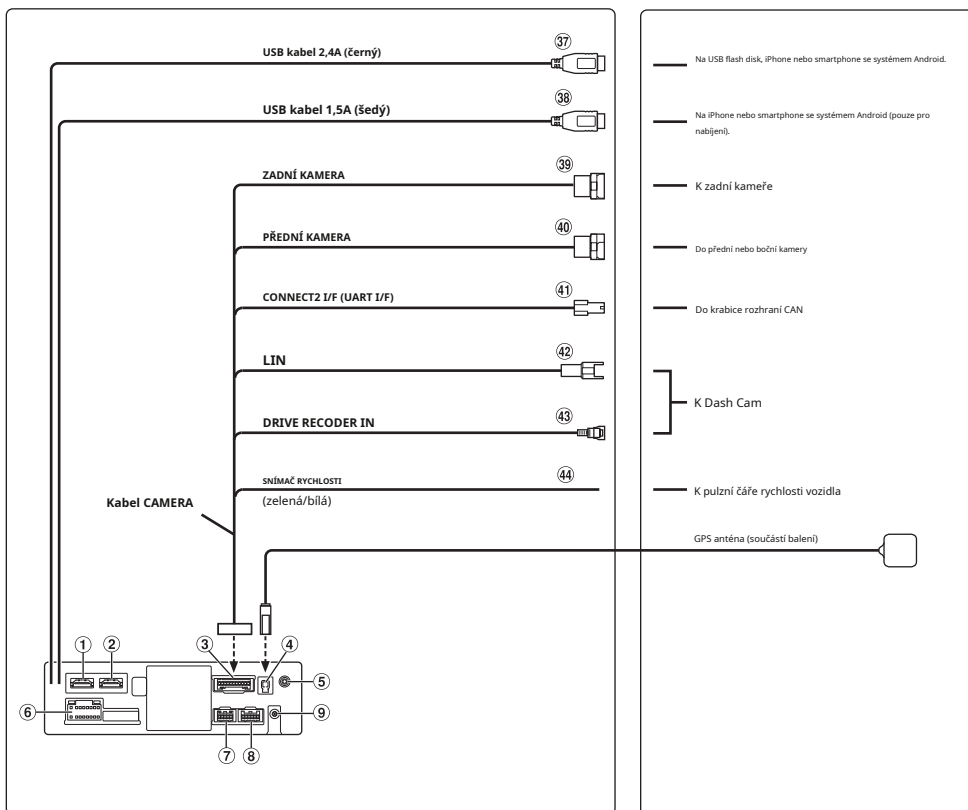 USB kabel 2,4A (černý)
㊲
Na USB flash disk, iPhone nebo smartphone se systémem Android.
USB kabel 1,5A (šedý)
㊳
Na iPhone nebo smartphone se systémem Android (pouze pro
nabíjení).
ZADNÍ KAMERA
㊴
K zadní kameře
PŘEDNÍ KAMERA
㊵
Do přední nebo boční kamery
CONNECT2 I/F (UART I/F)
㊶
Do krabice rozhraní CAN
LIN
㊷
K Dash Cam
DRIVE RECODER IN
㊸
SNÍMAČ RYCHLOSTI
(zelená/bílá)
㊹
K pulzní čáře rychlosti vozidla
Kabel CAMERA
GPS anténa (součástí balení)
① ② ③ ④
⑤
⑥ ⑨
⑦ ⑧